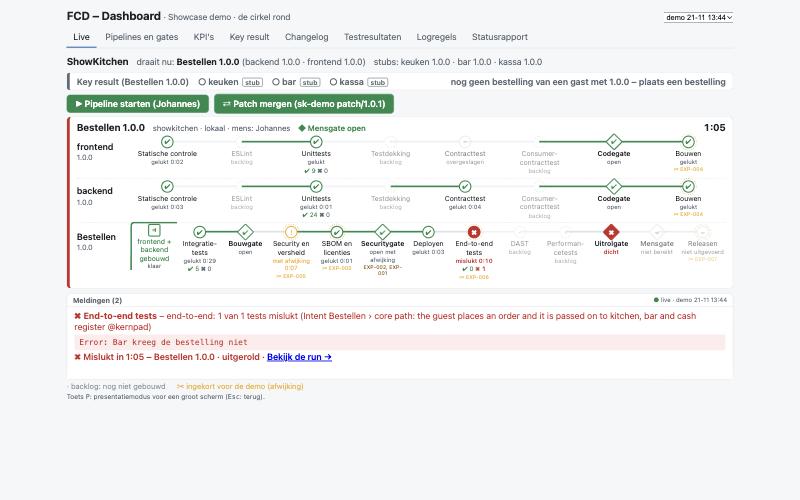 FCD – Dashboard · Showcase demo · de cirkel rond
demo 21-11 13:44
Live Pipelines en gates KPI's Key result Changelog Testresultaten Logregels Statusrapport
ShowKitchen draait nu: Bestellen 1.0.0 (backend 1.0.0 · frontend 1.0.0) stubs: keuken 1.0.0 · bar 1.0.0 · kassa 1.0.0
Key result (Bestellen 1.0.0) keuken stub bar stub kassa stub nog geen bestelling van een gast met 1.0.0 – plaats een bestelling
▶ Pipeline starten (Johannes) ⇄ Patch mergen (sk-demo patch/1.0.1)
Bestellen 1.0.0 showkitchen · lokaal · mens: Johannes ◆ Mensgate open 1:05
frontend
1.0.0
Statische controle
gelukt 0:02
ESLint
backlog
Unittests
gelukt
✔ 9 ✖ 0
Testdekking
backlog
Contracttest
overgeslagen
Consumer-
contracttest
backlog
Codegate
open
Bouwen
gelukt
✂ EXP-004
backend
1.0.0
Statische controle
gelukt 0:03
ESLint
backlog
Unittests
gelukt 0:01
✔ 24 ✖ 0
Testdekking
backlog
Contracttest
gelukt 0:04
Consumer-
contracttest
backlog
Codegate
open
Bouwen
gelukt
✂ EXP-004
Bestellen
1.0.0
frontend +
backend
gebouwd
klaar
Integratie-
tests
gelukt 0:29
✔ 5 ✖ 0
Bouwgate
open
Security en
versheid
met afwijking
0:07
✂ EXP-005
SBOM en
licenties
gelukt 0:01
✂ EXP-003
Securitygate
open met
afwijking
EXP-002, EXP-
001
Deployen
gelukt 0:03
End-to-end
tests
mislukt 0:10
✔ 0 ✖ 1
✂ EXP-006
DAST
backlog
Performan-
cetests
backlog
Uitrolgate
dicht
Mensgate
niet bereikt
Releasen
niet uitgevoerd
✂ EXP-007
Meldingen (2)
● live · demo 21-11 13:44
✖ End-to-end tests – end-to-end: 1 van 1 tests mislukt (Intent Bestellen › core path: the guest places an order and it is passed on to kitchen, bar and cash
register @kernpad)
Error: Bar kreeg de bestelling niet
✖ Mislukt in 1:05 – Bestellen 1.0.0 · uitgerold · Bekijk de run →
· backlog: nog niet gebouwd ✂ ingekort voor de demo (afwijking)
Toets P: presentatiemodus voor een groot scherm (Esc: terug).